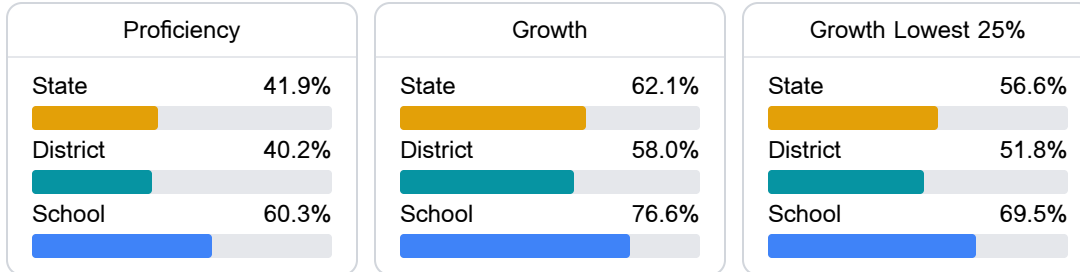 Proficiency
State 41.9%
District 40.2%
School 60.3%
Growth
State 62.1%
District 58.0%
School 76.6%
Growth Lowest 25%
State 56.6%
District 51.8%
School 69.5%